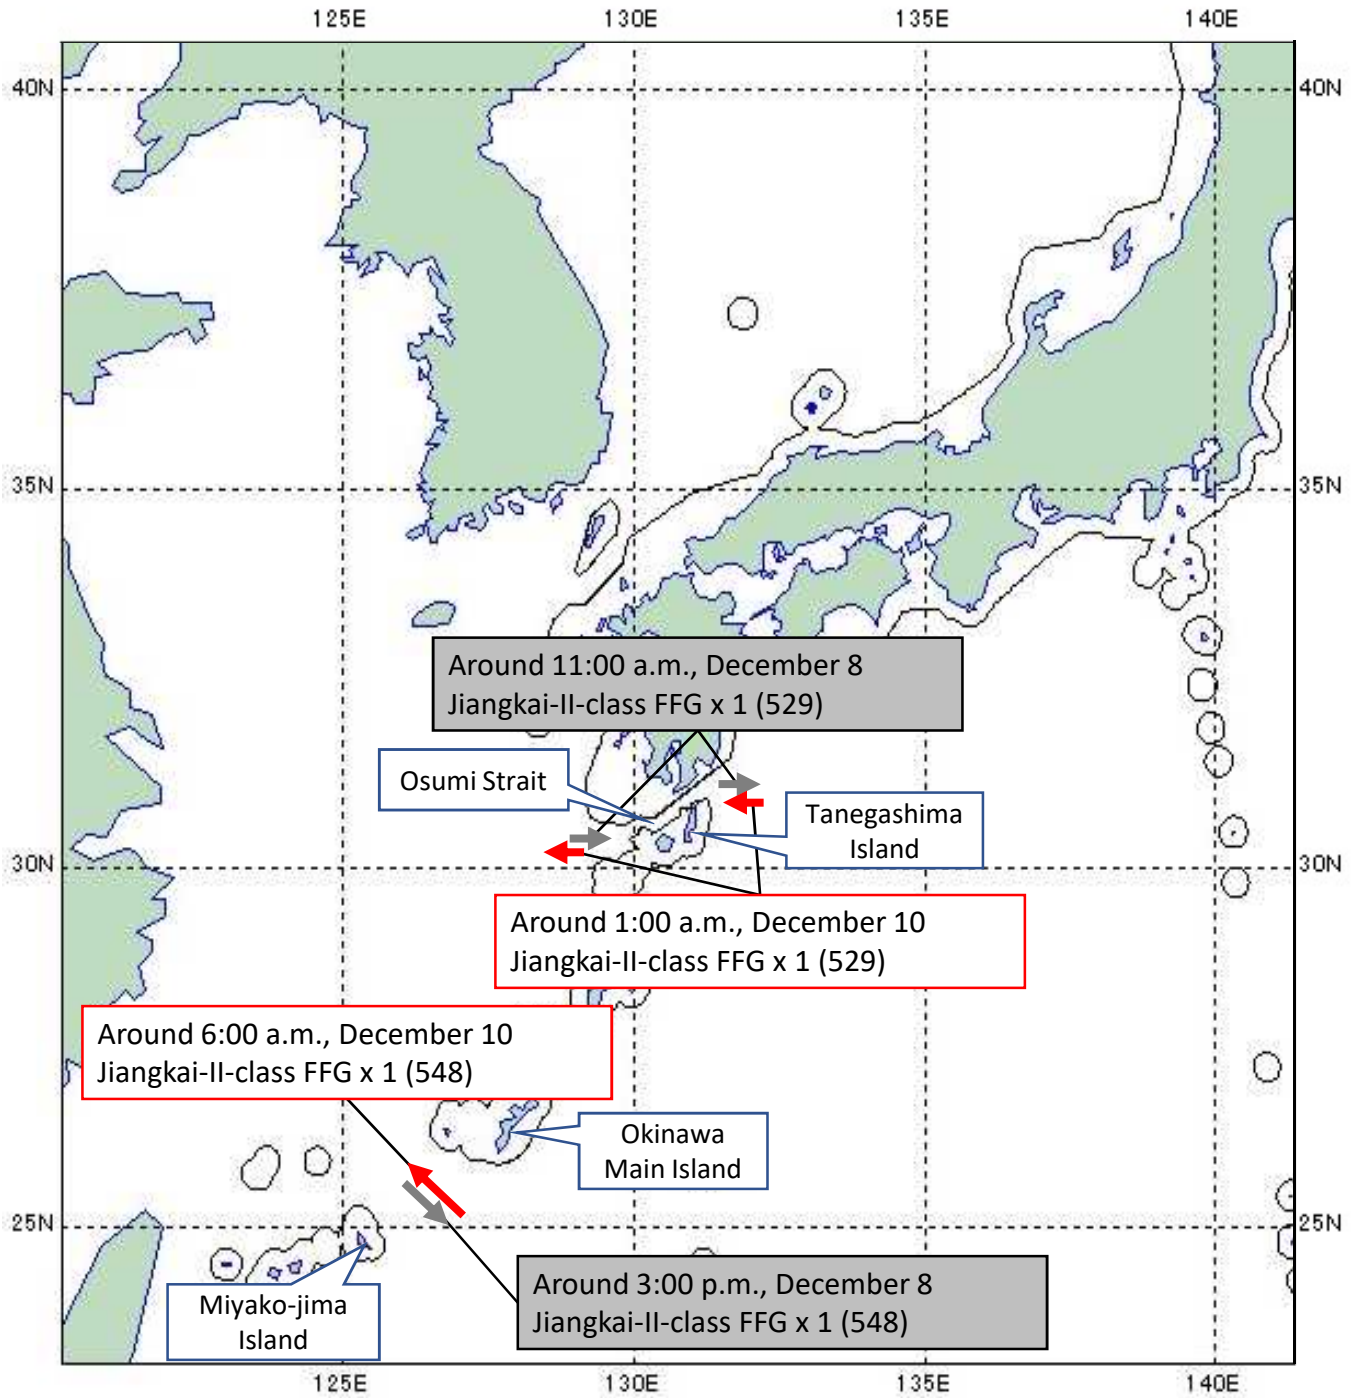 125E 130E 135E 140E
40N 40N
35N 35N
Around 11:00 a.m., December 8
Jiangkai-II-class FFG x 1 (529)
Osumi Strait
Tanegashima
Island
30N 30N
Around 1:00 a.m., December 10
Jiangkai-II-class FFG x 1 (529)
Around 6:00 a.m., December 10
Jiangkai-II-class FFG x 1 (548)
Okinawa
Main Island
25N 25N
Around 3:00 p.m., December 8
Jiangkai-II-class FFG x 1 (548)
Miyako-jima
Island
125E 130E 135E 140E